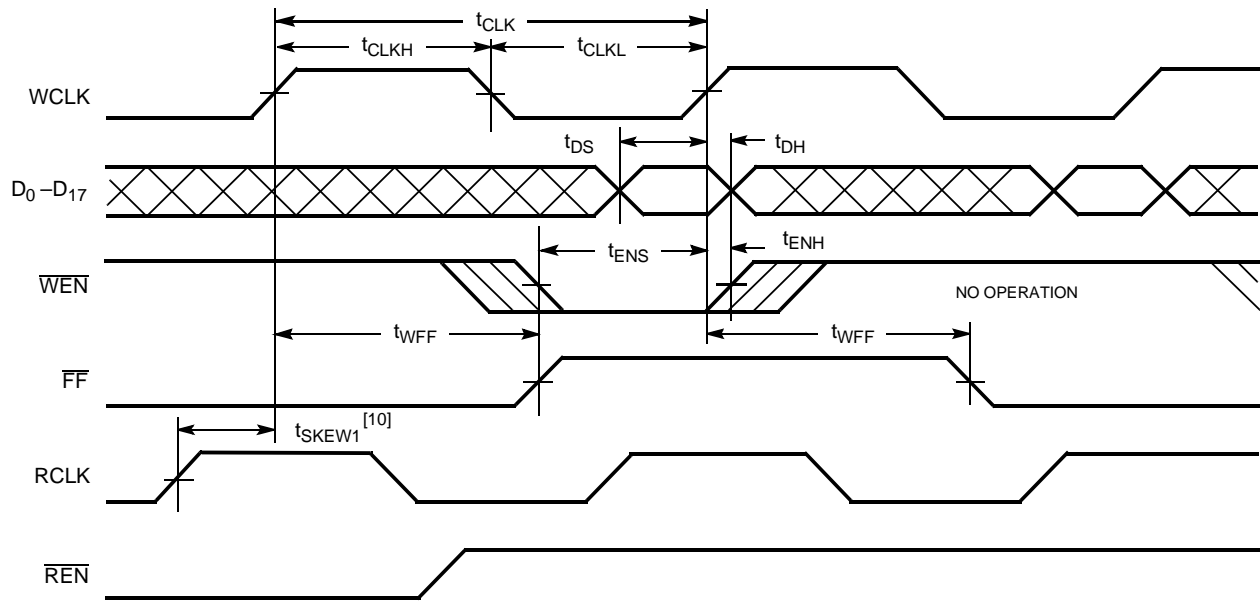 tCLK
tCLKH
tCLKL
WCLK
tDS
tDH
D0 –D17
tENS
tENH
WEN
NO OPERATION
tWFF
tWFF
FF
tSKEW1[10]
RCLK
REN